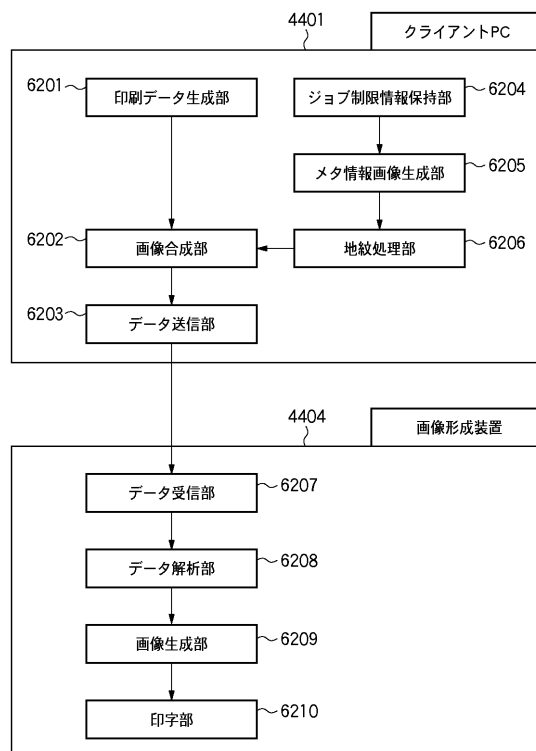 4401
クライアントPC
6201
印刷データ生成部
ジョブ制限情報保持部
6204
メタ情報画像生成部
6205
6202
画像合成部
地紋処理部
6206
6203
データ送信部
4404
画像形成装置
データ受信部
6207
データ解析部
6208
画像生成部
6209
印字部
6210